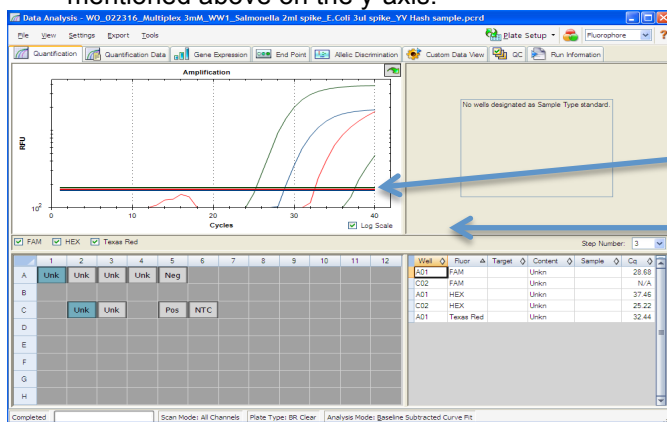 mentioned above on the y-axis.
Data Analysis - WO_022316_Multiplex 3mM_WW1_Salmonella 2ml spike_E.Coli 3ul spike_YV Hash sample.pcrd
File View Settings Export Tools Plate Setup Fluorophore ?
Quantification Quantification Data Gene Expression End Point Allelic Discrimination Custom Data View QC Run Information
Amplification
No wells designated as Sample Type standard.
RFU
10^2
0 10 20 30 40
Cycles
Log Scale
FAM HEX Texas Red Step Number: 3
1 2 3 4 5 6 7 8 9 10 11 12
A Unk Unk Unk Unk Neg
B
C Unk Unk Pos NTC
D
E
F
G
H
Well Fluor Target Content Sample Cq
A01 FAM Unkn 28.68
C02 FAM Unkn N/A
A01 HEX Unkn 37.46
C02 HEX Unkn 25.22
A01 Texas Red Unkn 32.44
Completed Scan Mode: All Channels Plate Type: BR Clear Analysis Mode: Baseline Subtracted Curve Fit